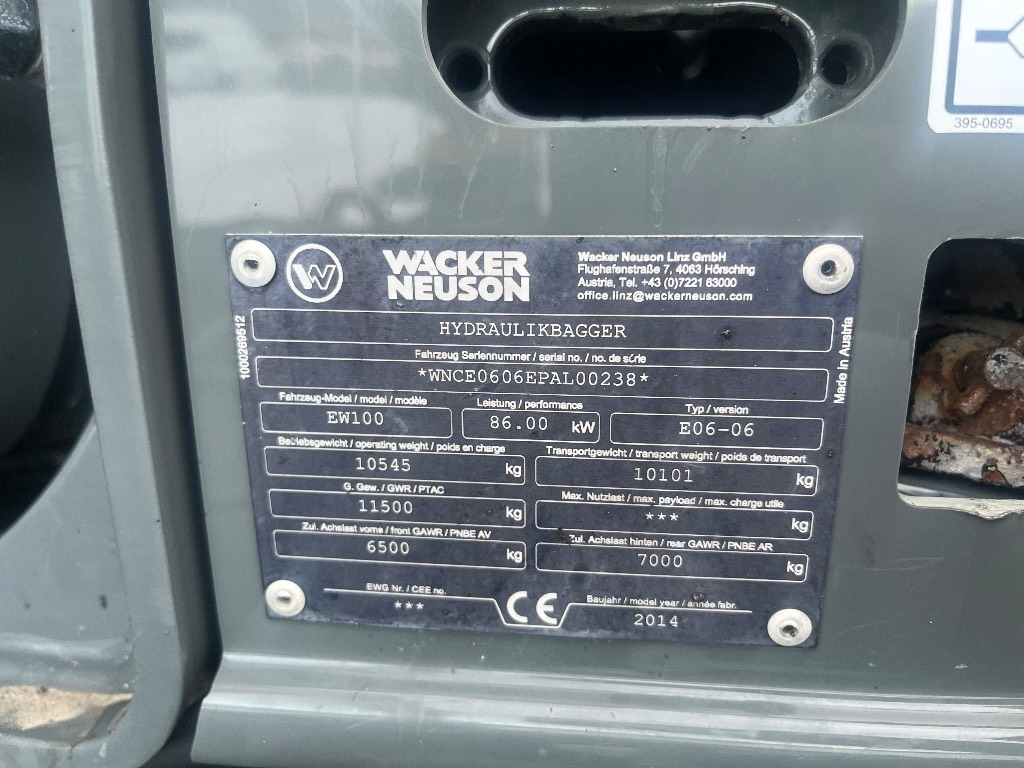 395-0695
W
WACKER
NEUSON
Wacker Neuson Linz GmbH
Flughafenstraße 7, 4063 Hörsching
Austria, Tel. +43 (0)7221 63000
office.linz@wackerneuson.com
1000269512
HYDRAULIKBAGGER
Made in Austria
Fahrzeug Seriennummer / serial no. / no. de série
*WNCE0606EPAL00238*
Fahrzeug-Model / model / modèle
EW100
Leistung / performance
86.00 kW
Typ / version
E06-06
Betriebsgewicht / operating weight / poids en charge
10545 kg
Transportgewicht / transport weight / poids de transport
10101 kg
G. Gew. / GWR / PTAC
11500 kg
Max. Nutzlast / max. payload / max. charge utile
*** kg
Zul. Achslast vorne / front GAWR / PNBE AV
6500 kg
Zul. Achslast hinten / rear GAWR / PNBE AR
7000 kg
EWG Nr. / CEE no.
***
CE
Baujahr / model year / année fabr.
2014